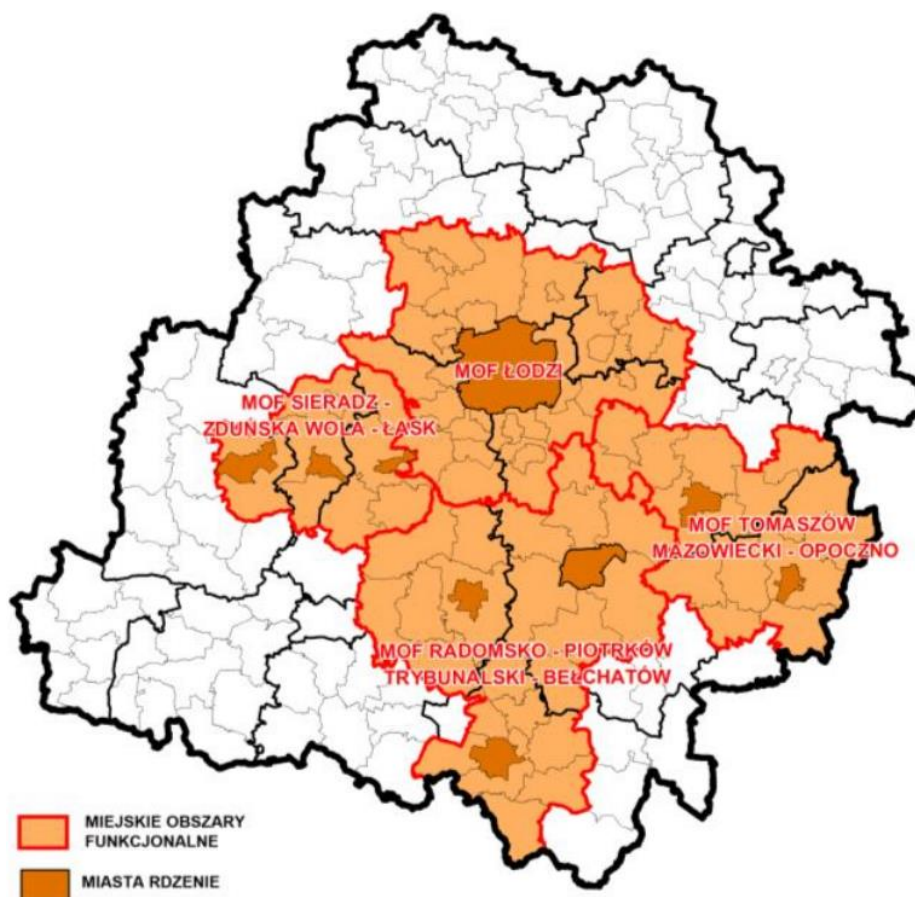 MOF ŁODZI
MOF SIERADZ -
ZDUŃSKA WOLA - ŁASK
MOF TOMASZÓW
MAZOWIECKI - OPOCZNO
MOF RADOMSKO - PIOTRKÓW
TRYBUNALSKI - BEŁCHATÓW
MIEJSKIE OBSZARY
FUNKCJONALNE
MIASTA RDZENIE